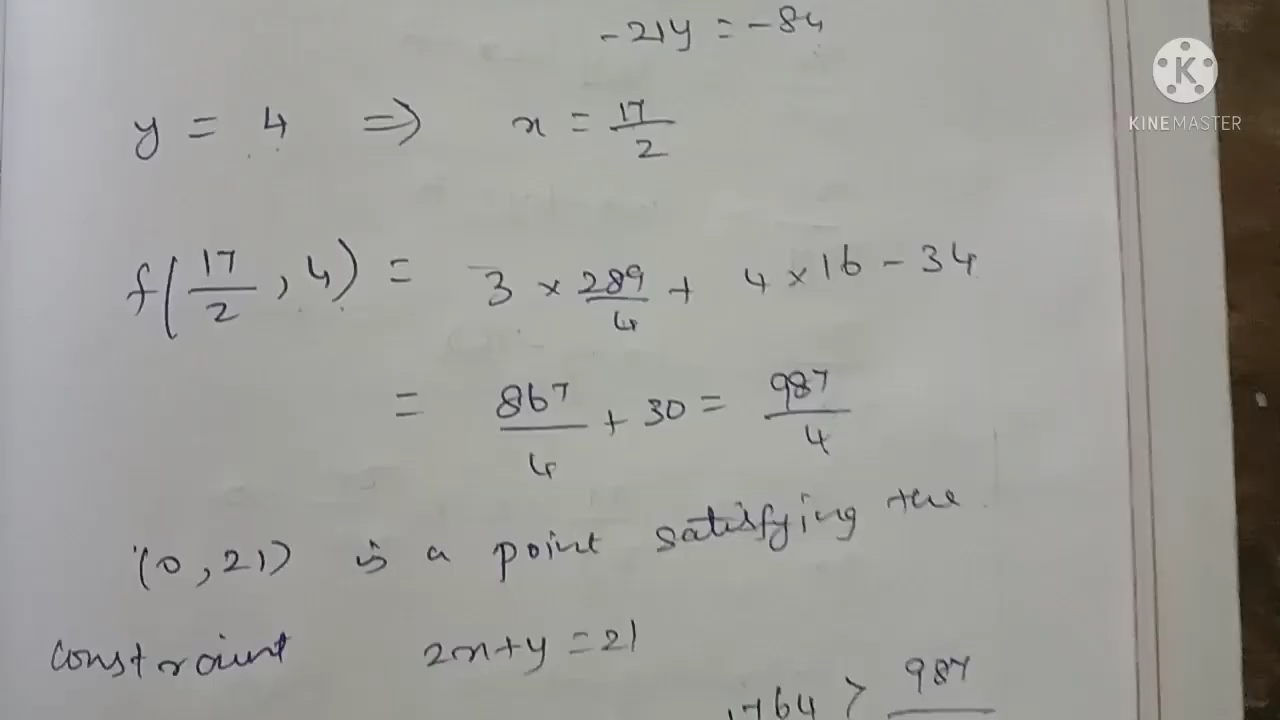 -21y = -84
KINEMASTER
y = 4 ⇒ x = 17/2
f(17/2, 4) = 3 × 289/4 + 4 × 16 - 34
= 867/4 + 30 = 987/4
(0, 21) is a point satisfying the
constraint 2x+y = 21
1764 > 987